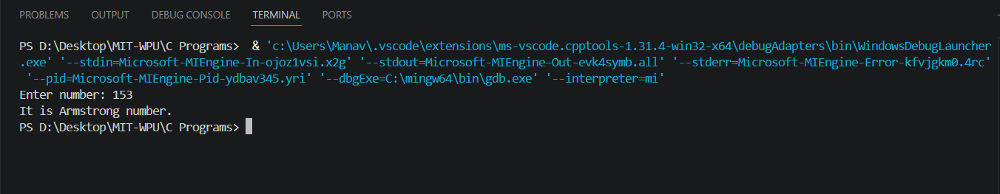 PROBLEMS OUTPUT DEBUG CONSOLE TERMINAL PORTS
PS D:\Desktop\MIT-WPU\C Programs>  & 'c:\Users\Manav\.vscode\extensions\ms-vscode.cpptools-1.31.4-win32-x64\debugAdapters\bin\WindowsDebugLauncher
.exe' '--stdin=Microsoft-MIEngine-In-ojoz1vsi.x2g' '--stdout=Microsoft-MIEngine-Out-evk4symb.all' '--stderr=Microsoft-MIEngine-Error-kfvjgkm0.4rc'
'--pid=Microsoft-MIEngine-Pid-ydbav345.yri' '--dbgExe=C:\mingw64\bin\gdb.exe' '--interpreter=mi'
Enter number: 153
It is Armstrong number.
PS D:\Desktop\MIT-WPU\C Programs>